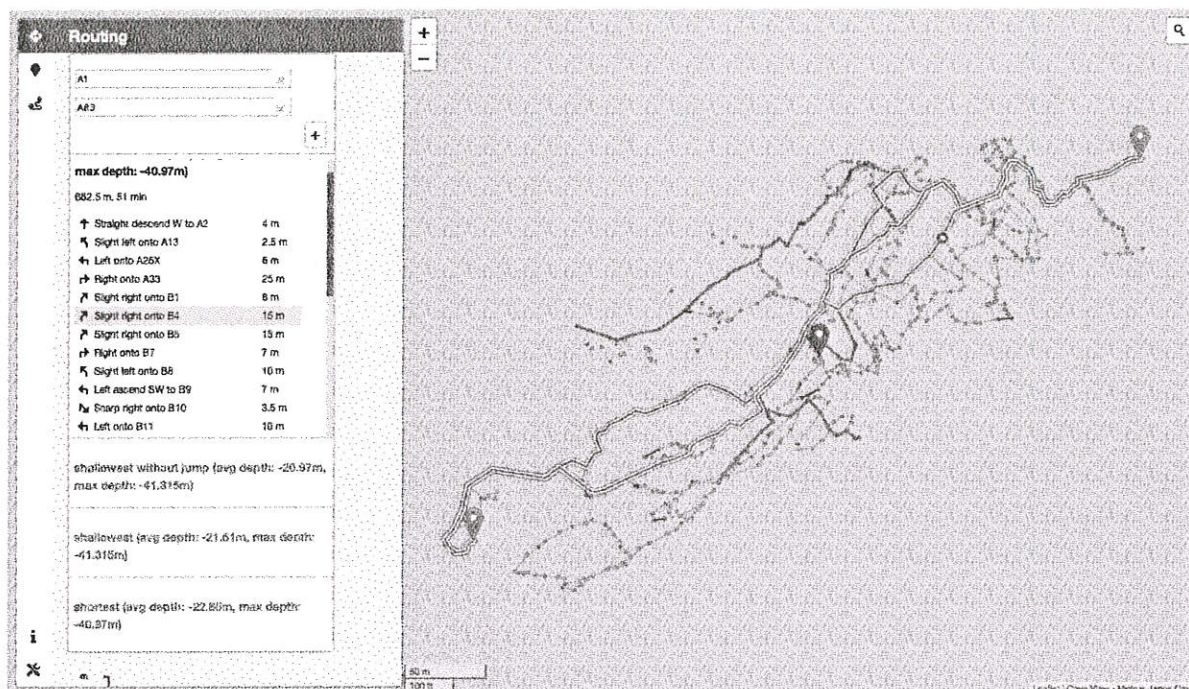 Routing
A1
max depth: -40.97m)
682.5 m, 51 min
Straight descend W to A2 4 m
Slight left onto A13 2.5 m
Left onto A26X 6 m
Right onto A33 25 m
Slight right onto B1 8 m
Slight right onto B4 15 m
Slight right onto B5 15 m
Right onto B7 7 m
Slight left onto B8 10 m
Left ascend SW to B9 7 m
Sharp right onto B10 3.5 m
Left onto B11 10 m
shallowest without jump (avg depth: -20.97m,
max depth: -41.315m)
shallowest (avg depth: -21.61m, max depth:
-41.315m)
shortest (avg depth: -22.85m, max depth:
-40.97m)
+
−
50 m
100 ft